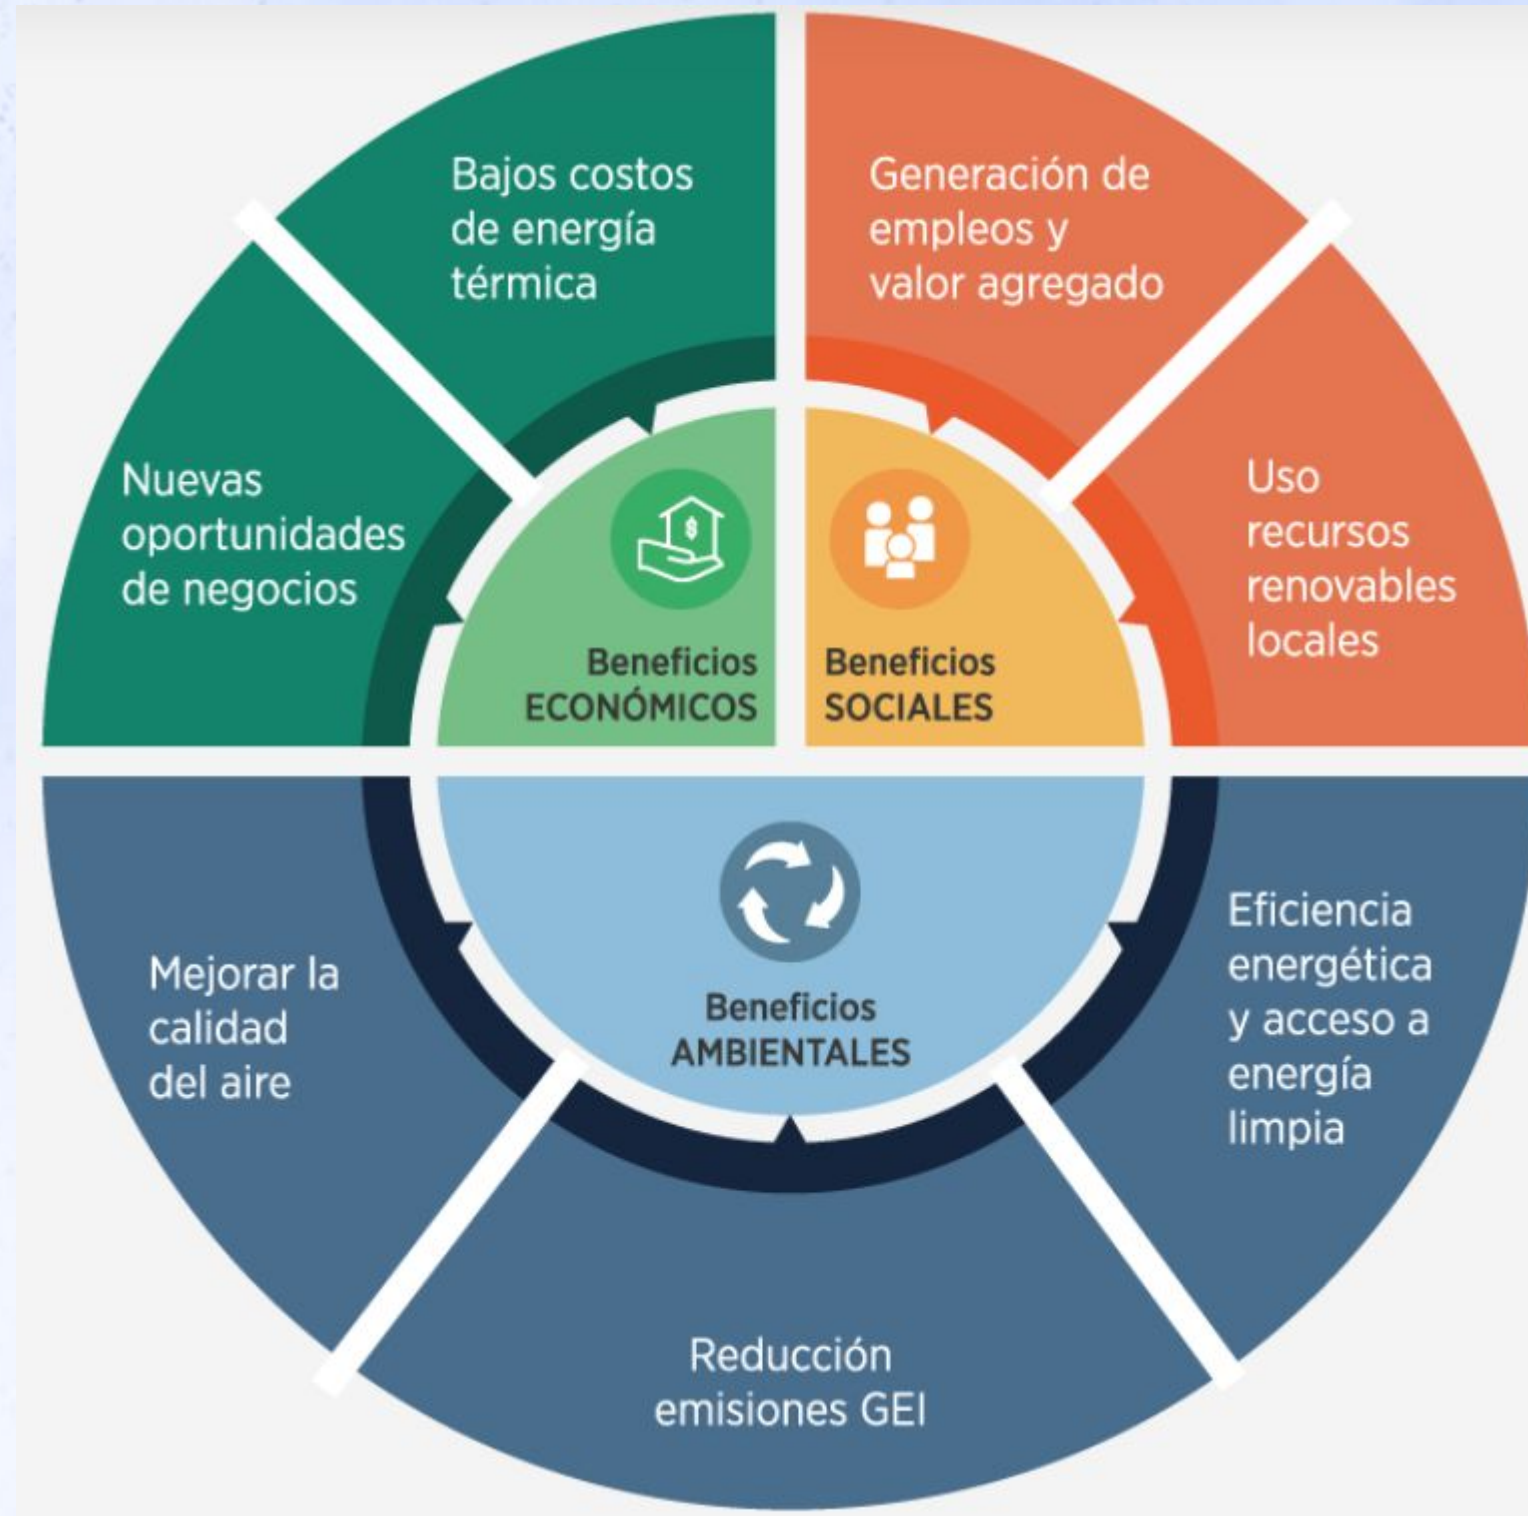 Bajos costos
de energía
térmica
Generación de
empleos y
valor agregado
Nuevas
oportunidades
de negocios
Uso
recursos
renovables
locales
$
Beneficios
ECONÓMICOS
Beneficios
SOCIALES
Beneficios
AMBIENTALES
Mejorar la
calidad
del aire
Eficiencia
energética
y acceso a
energía
limpia
Reducción
emisiones GEI